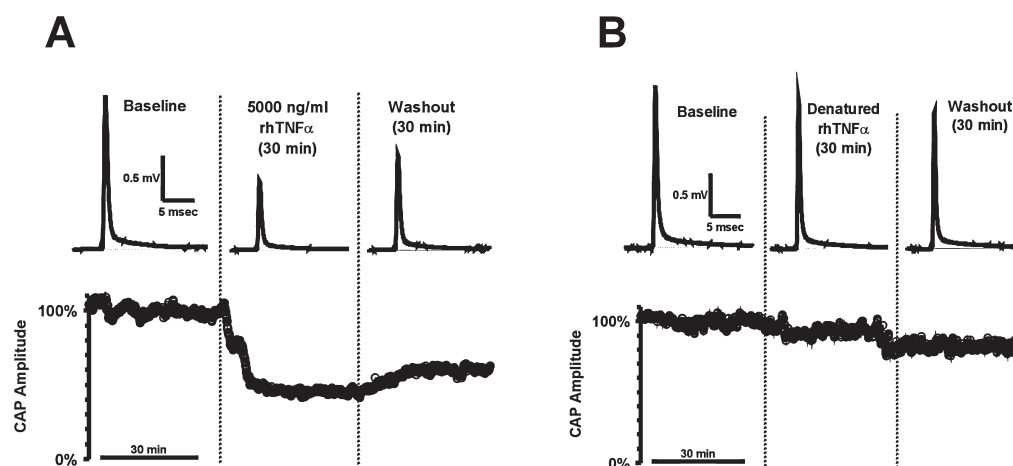 A
Baseline
5000 ng/ml
rhTNFα
(30 min)
Washout
(30 min)
0.5 mV
5 msec
100%
CAP Amplitude
0%
30 min
B
Baseline
Denatured
rhTNFα
(30 min)
Washout
(30 min)
0.5 mV
5 msec
100%
CAP Amplitude
0%
30 min